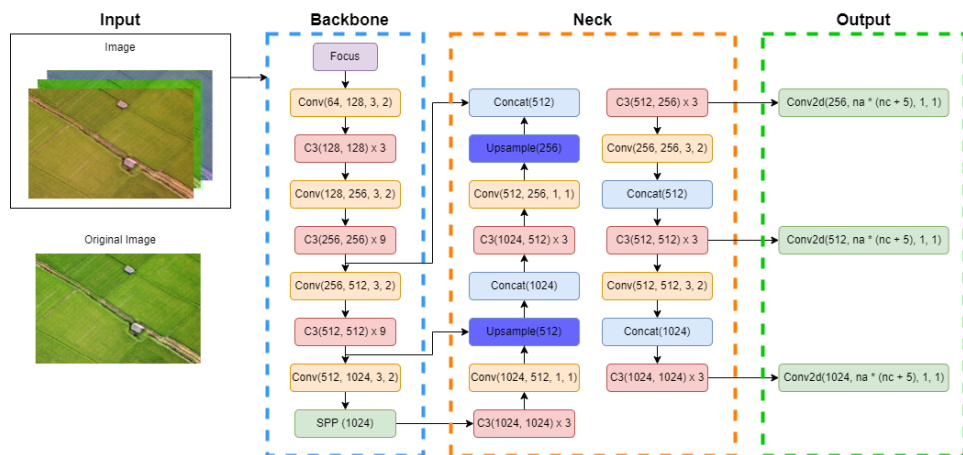 Input
Backbone
Neck
Output
Image
Original Image
Focus
Conv(64, 128, 3, 2)
C3(128, 128) x 3
Conv(128, 256, 3, 2)
C3(256, 256) x 9
Conv(256, 512, 3, 2)
C3(512, 512) x 9
Conv(512, 1024, 3, 2)
SPP (1024)
Concat(512)
Upsample(256)
Conv(512, 256, 1, 1)
C3(1024, 512) x 3
Concat(1024)
Upsample(512)
Conv(1024, 512, 1, 1)
C3(1024, 1024) x 3
C3(512, 256) x 3
Conv(256, 256, 3, 2)
Concat(512)
C3(512, 512) x 3
Conv(512, 512, 3, 2)
Concat(1024)
C3(1024, 1024) x 3
Conv2d(256, na * (nc + 5), 1, 1)
Conv2d(512, na * (nc + 5), 1, 1)
Conv2d(1024, na * (nc + 5), 1, 1)